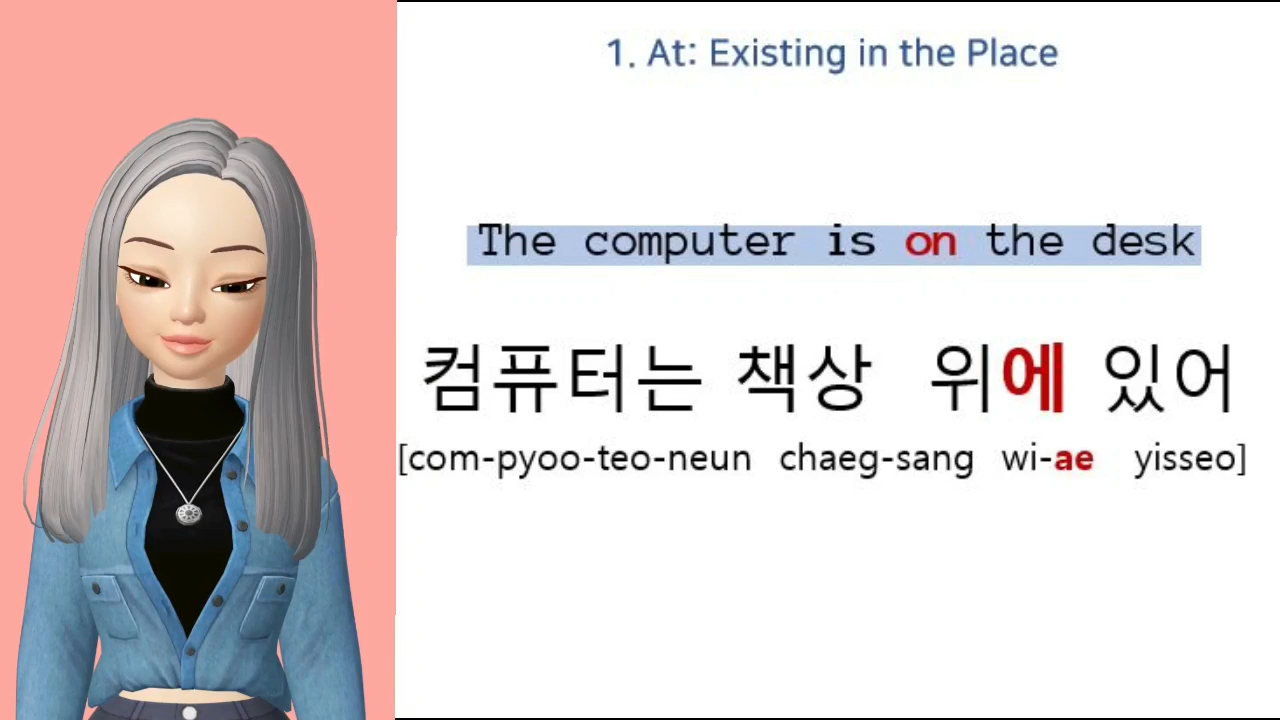 1. At: Existing in the Place
The computer is on the desk
컴퓨터는 책상 위에 있어
[com-pyoo-teo-neun chaeg-sang wi-ae yisseo]